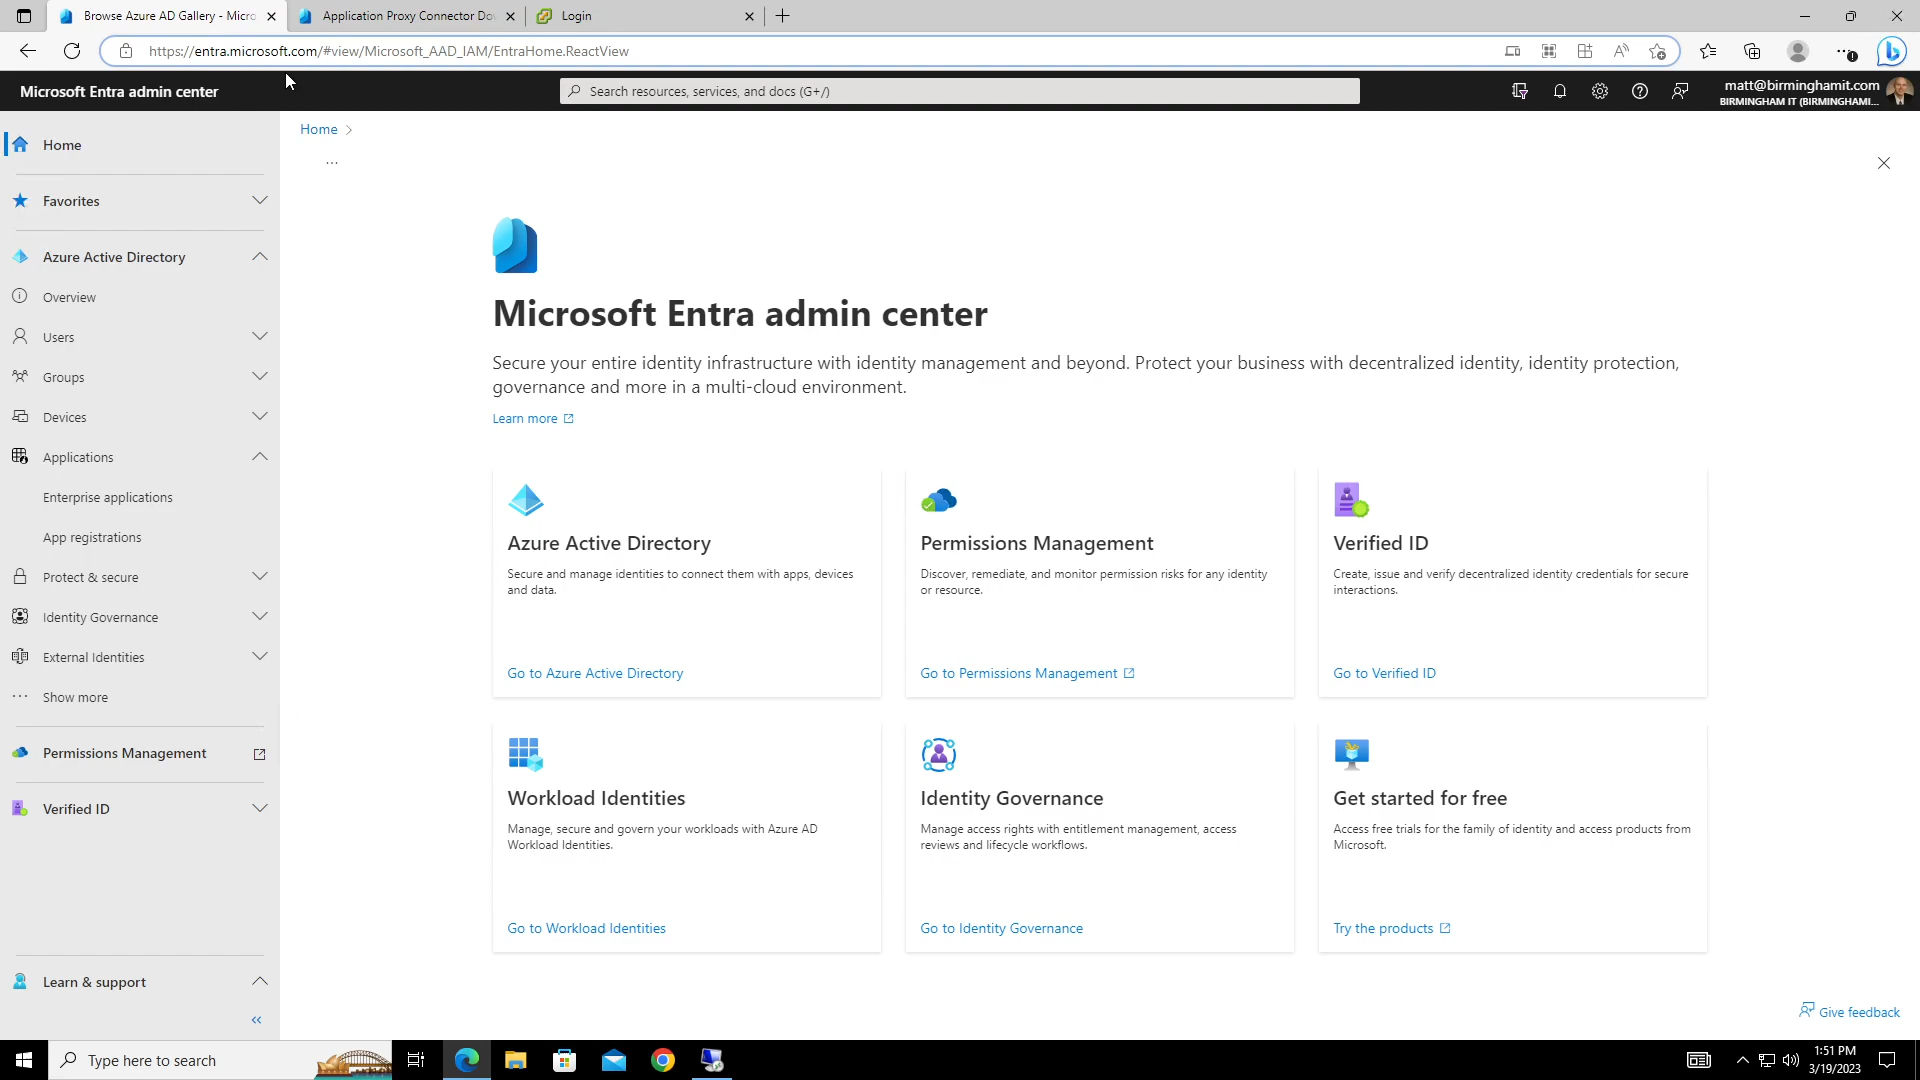 Browse Azure AD Gallery - Micro
Application Proxy Connector Do
Login
https://entra.microsoft.com/#view/Microsoft_AAD_IAM/EntraHome.ReactView
Microsoft Entra admin center
Search resources, services, and docs (G+/)
matt@birminghamit.com
BIRMINGHAM IT (BIRMINGHAMI...
Home
Favorites
Azure Active Directory
Overview
Users
Groups
Devices
Applications
Enterprise applications
App registrations
Protect & secure
Identity Governance
External Identities
Show more
Permissions Management
Verified ID
Learn & support
Home
Microsoft Entra admin center
Secure your entire identity infrastructure with identity management and beyond. Protect your business with decentralized identity, identity protection,
governance and more in a multi-cloud environment.
Learn more
Azure Active Directory
Secure and manage identities to connect them with apps, devices
and data.
Go to Azure Active Directory
Permissions Management
Discover, remediate, and monitor permission risks for any identity
or resource.
Go to Permissions Management
Verified ID
Create, issue and verify decentralized identity credentials for secure
interactions.
Go to Verified ID
Workload Identities
Manage, secure and govern your workloads with Azure AD
Workload Identities.
Go to Workload Identities
Identity Governance
Manage access rights with entitlement management, access
reviews and lifecycle workflows.
Go to Identity Governance
Get started for free
Access free trials for the family of identity and access products from
Microsoft.
Try the products
Give feedback
Type here to search
1:51 PM
3/19/2023